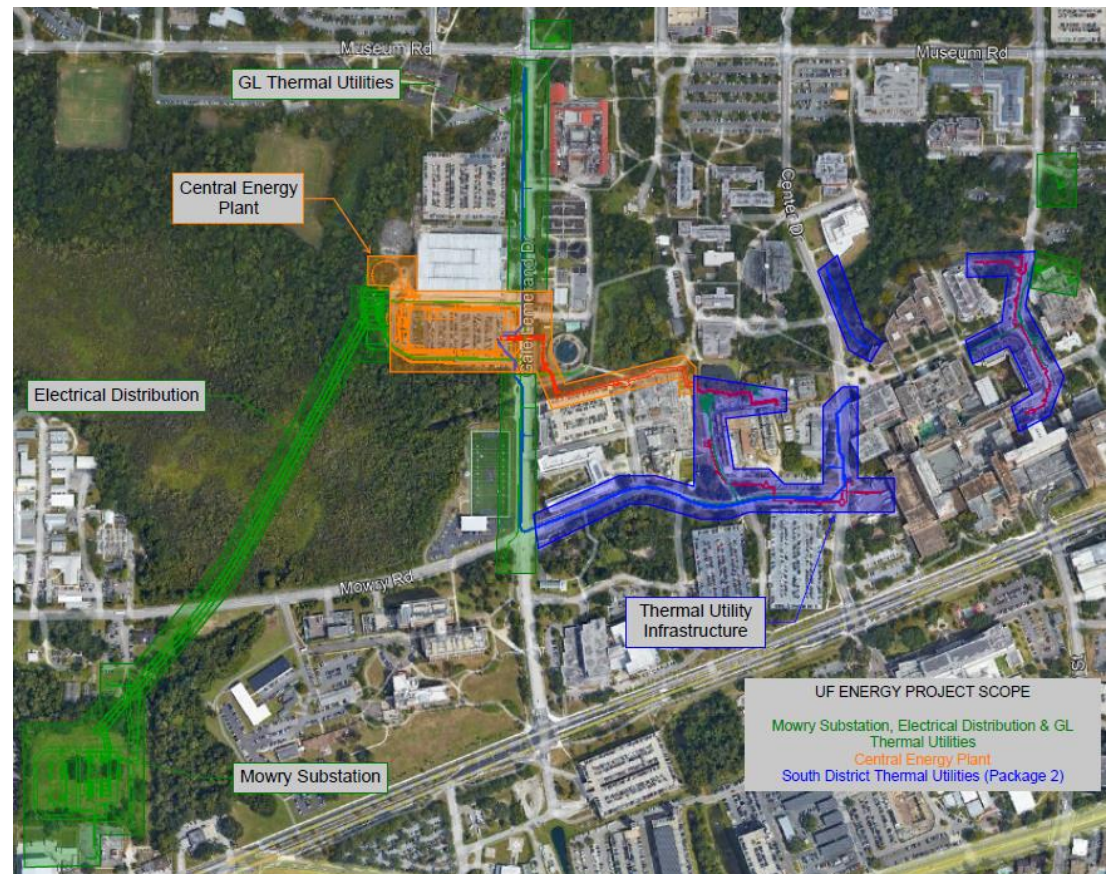 Museum Rd
Museum Rd
GL Thermal Utilities
Central Energy
Plant
Center Dr
Gale Lemerand Dr
Electrical Distribution
Mowry Rd
Thermal Utility
Infrastructure
Mowry Substation
UF ENERGY PROJECT SCOPE
Mowry Substation, Electrical Distribution & GL
Thermal Utilities
Central Energy Plant
South District Thermal Utilities (Package 2)